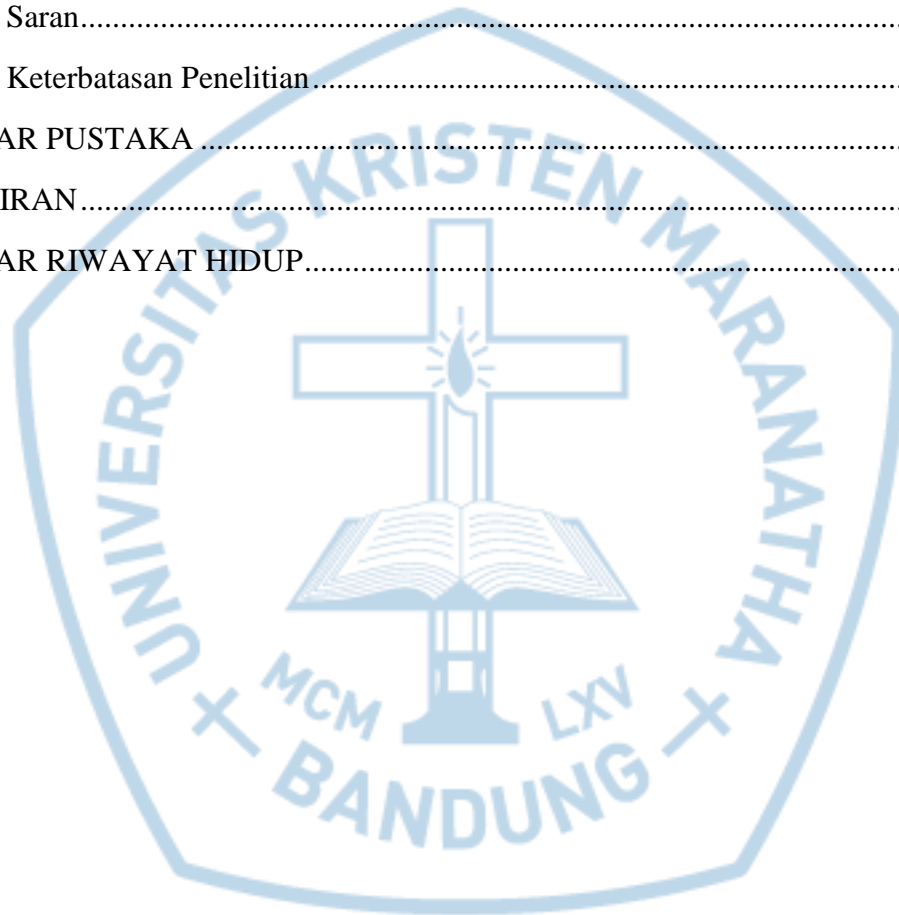 Saran..........................................................................................................
Keterbatasan Penelitian..........................................................................
AR PUSTAKA ..........................................................................................
IRAN..........................................................................................................
AR RIWAYAT HIDUP..............................................................................
UNIVERSITAS KRISTEN MARANATHA
MCM LXV
BANDUNG